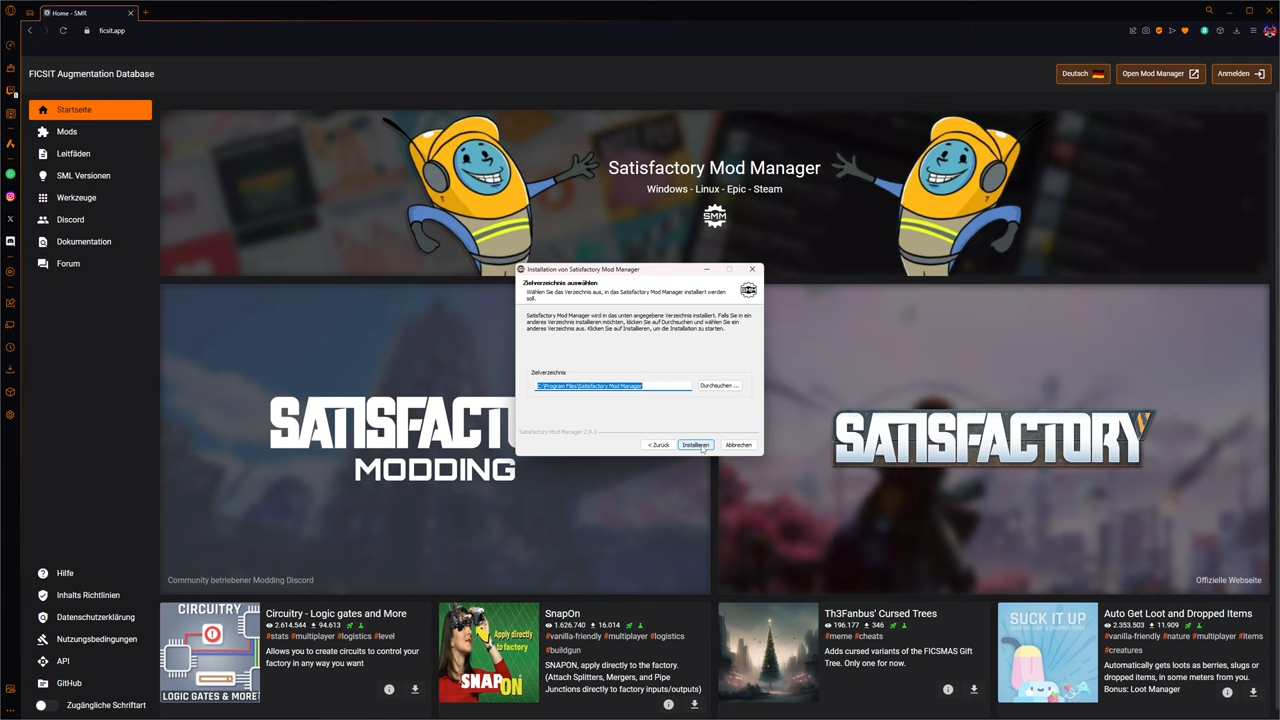 Home - SMR
ficsit.app
FICSIT Augmentation Database
Deutsch
Open Mod Manager
Anmelden
Startseite
Mods
Leitfäden
SML Versionen
Werkzeuge
Discord
Dokumentation
Forum
Satisfactory Mod Manager
Windows - Linux - Epic - Steam
SMM
Installation von Satisfactory Mod Manager
Zielverzeichnis auswählen
Wählen Sie das Verzeichnis aus, in das Satisfactory Mod Manager installiert werden
soll.
Satisfactory Mod Manager wird in das unten angegebene Verzeichnis installiert. Falls Sie in ein
anderes Verzeichnis installieren möchten, klicken Sie auf Durchsuchen und wählen Sie ein
anderes Verzeichnis aus. Klicken Sie auf Installieren, um die Installation zu starten.
Zielverzeichnis
C:\Program Files\Satisfactory Mod Manager
Durchsuchen ...
Satisfactory Mod Manager 2.9.3
< Zurück
Installieren
Abbrechen
SATISFACT
MODDING
Community betriebener Modding Discord
SATISFACTORY
Offizielle Webseite
Hilfe
Inhalts Richtlinien
Datenschutzerklärung
Nutzungsbedingungen
API
GitHub
Zugängliche Schriftart
CIRCUITRY
LOGIC GATES & MORE
Circuitry - Logic gates and More
2.614.544 94.613
#stats #multiplayer #logistics #level
Allows you to create circuits to control your
factory in any way you want
Apply directly
to factory
SNAPON
SnapOn
1.626.740 16.014
#vanilla-friendly #multiplayer #logistics
#buildgun
SNAPON, apply directly to the factory.
(Attach Splitters, Mergers, and Pipe
Junctions directly to factory inputs/outputs)
Th3Fanbus' Cursed Trees
196.177 346
#meme #cheats
Adds cursed variants of the FICSMAS Gift
Tree. Only one for now.
SUCK IT UP
Auto Get Loot and Dropped Items
2.353.503 11.909
#vanilla-friendly #nature #multiplayer #items
#creatures
Automatically gets loots as berries, slugs or
dropped items, in some meters from you.
Bonus: Loot Manager